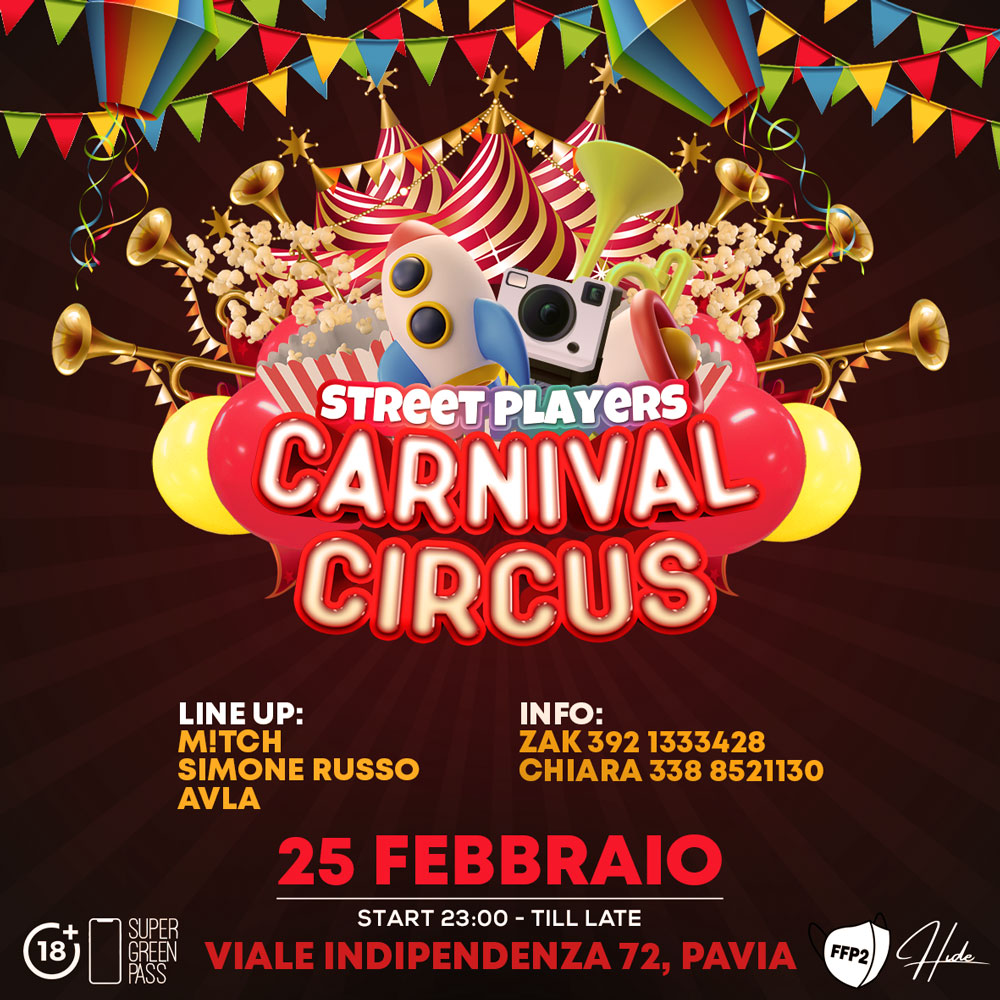 STREET PLAYERS
CARNIVAL
CIRCUS
LINE UP:
M!TCH
SIMONE RUSSO
AVLA
INFO:
ZAK 392 1333428
CHIARA 338 8521130
25 FEBBRAIO
START 23:00 - TILL LATE
VIALE INDIPENDENZA 72, PAVIA
18+
SUPER
GREEN
PASS
FFP2
Hide